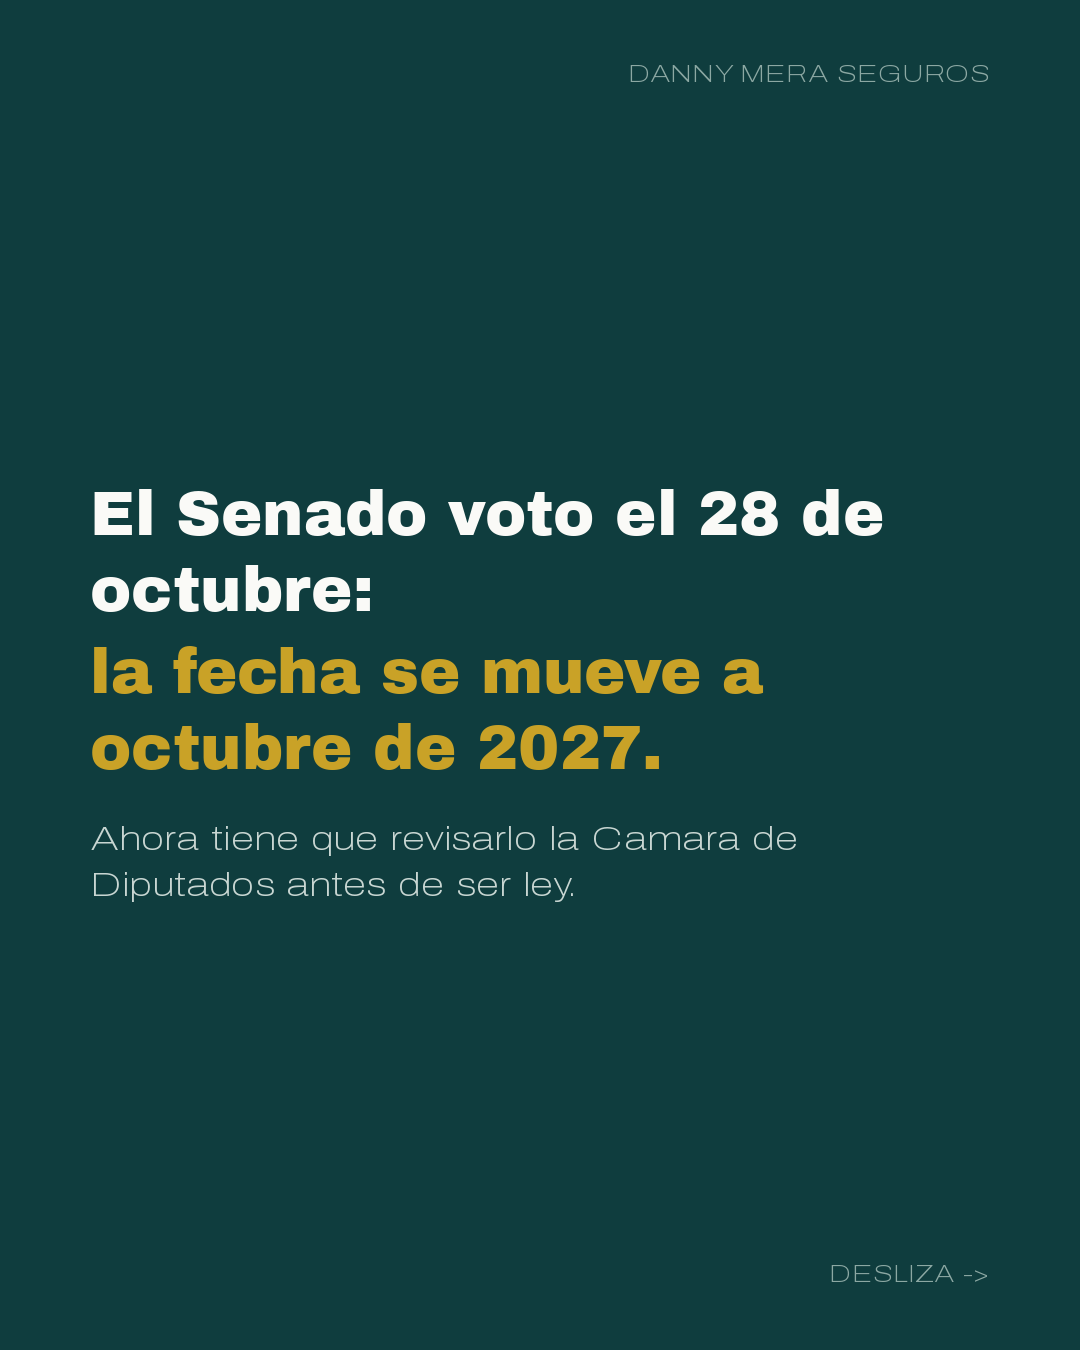 DANNY MERA SEGUROS
El Senado voto el 28 de
octubre:
la fecha se mueve a
octubre de 2027.
Ahora tiene que revisarlo la Camara de
Diputados antes de ser ley.
DESLIZA ->